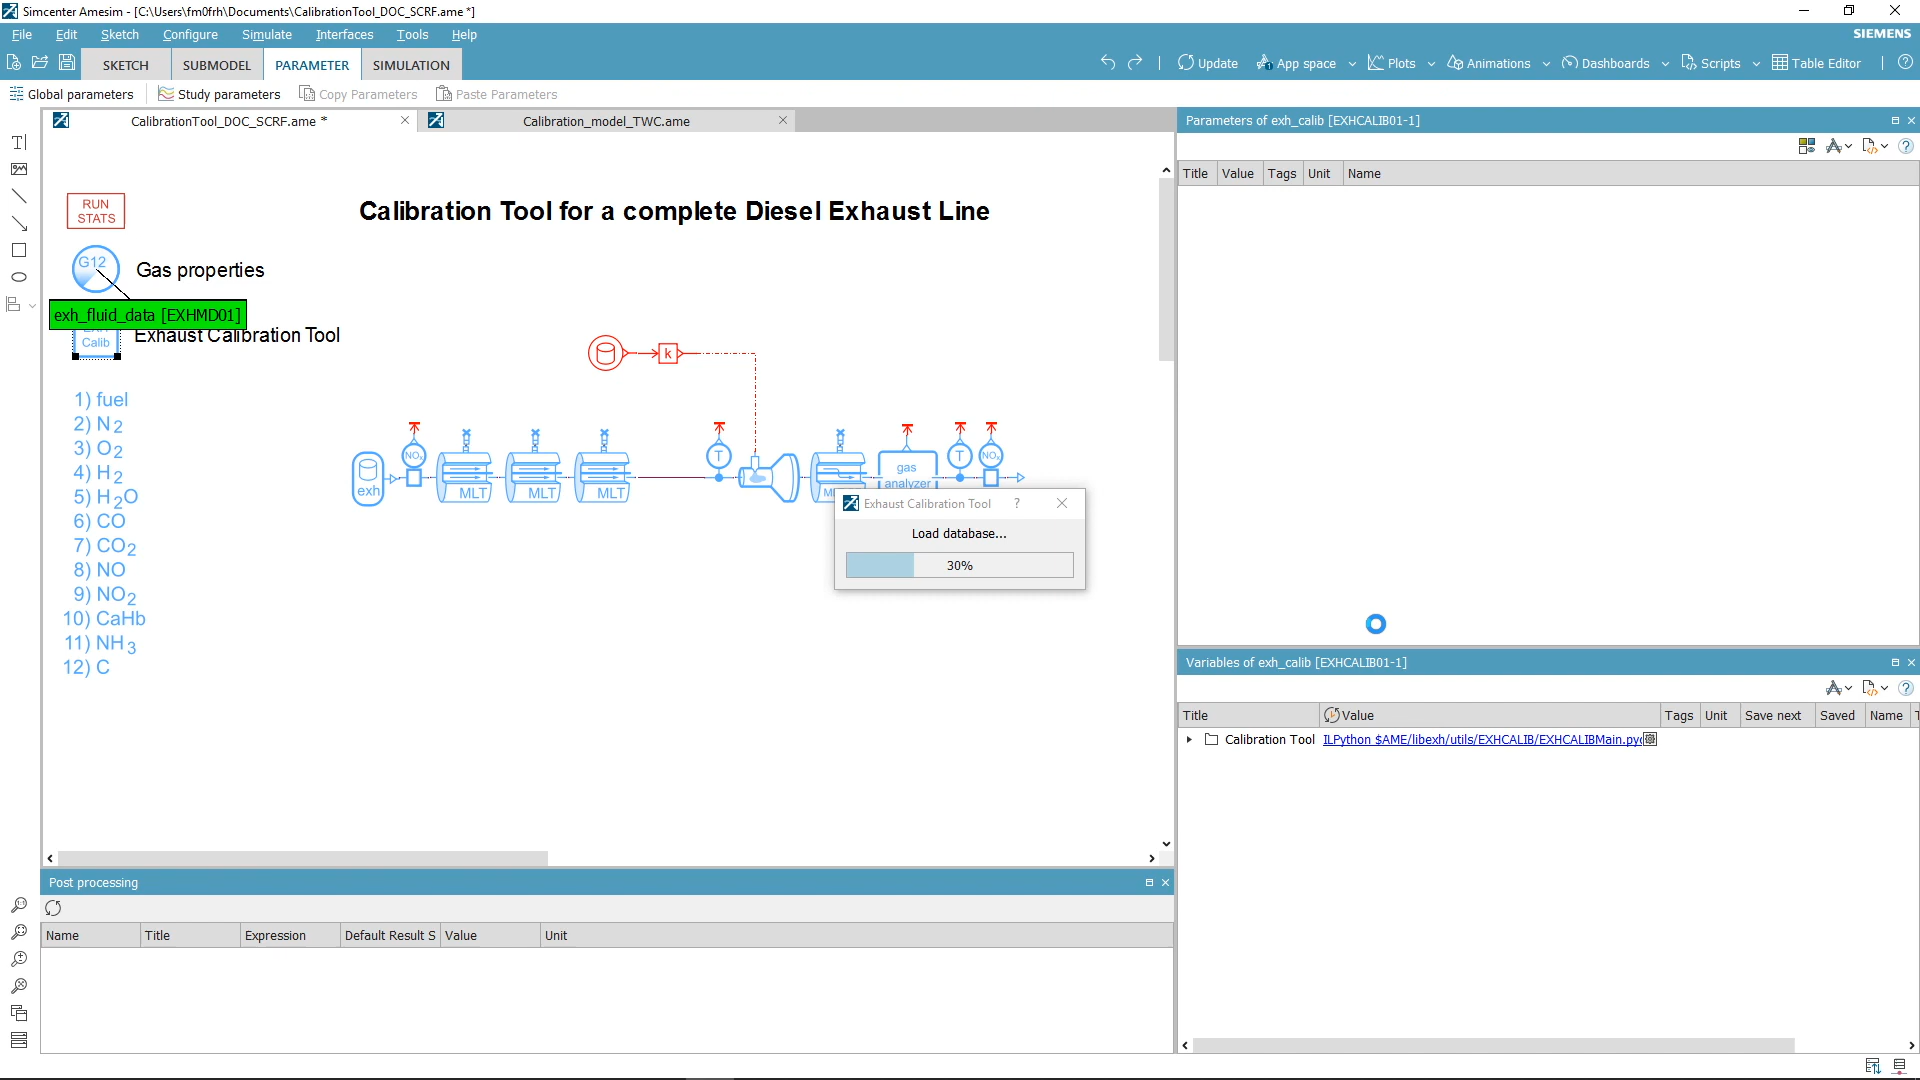 Simcenter Amesim - [C:\Users\fm0frh\Documents\CalibrationTool_DOC_SCRF.ame *]
File Edit Sketch Configure Simulate Interfaces Tools Help
SIEMENS
SKETCH SUBMODEL PARAMETER SIMULATION
Update App space Plots Animations Dashboards Scripts Table Editor
Global parameters Study parameters Copy Parameters Paste Parameters
CalibrationTool_DOC_SCRF.ame *
Calibration_model_TWC.ame
RUN
STATS
Calibration Tool for a complete Diesel Exhaust Line
G12
Gas properties
exh_fluid_data [EXHMD01]
Calib
Exhaust Calibration Tool
1) fuel
2) N2
3) O2
4) H2
5) H2O
6) CO
7) CO2
8) NO
9) NO2
10) CaHb
11) NH3
12) C
k
NOx
T
T
NOx
exh
MLT
MLT
MLT
gas
analyzer
Exhaust Calibration Tool ?
Load database...
30%
Parameters of exh_calib [EXHCALIB01-1]
Title Value Tags Unit Name
Variables of exh_calib [EXHCALIB01-1]
Title Value Tags Unit Save next Saved Name
Calibration Tool ILPython $AME/libexh/utils/EXHCALIB/EXHCALIBMain.pyc
Post processing
Name Title Expression Default Result S Value Unit